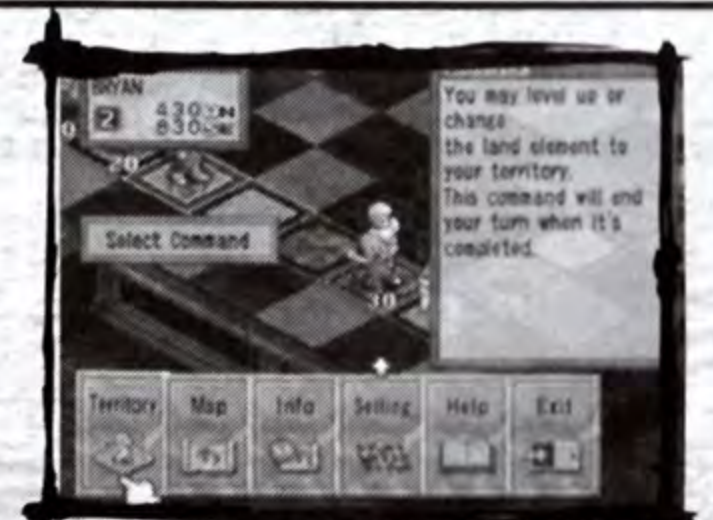 BRYAN
2
430
830
20
30
Select Command
You may level up or
change
the land element to
your territory.
This command will end
your turn when it's
completed.
Territory
Map
Info
Setting
Help
Exit